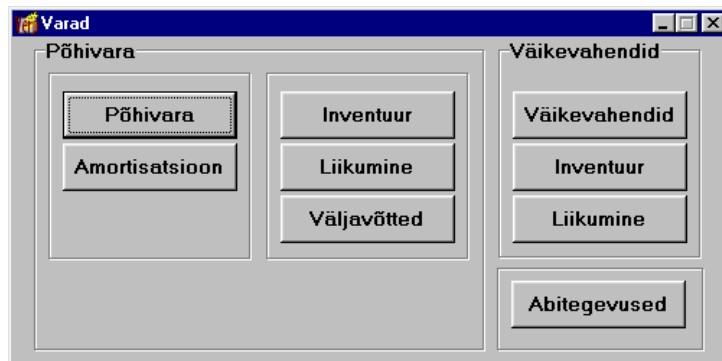 Varad
Põhivara
Põhivara
Amortisatsioon
Inventuur
Liikumine
Väljavõtted
Väikevahendid
Väikevahendid
Inventuur
Liikumine
Abitegevused